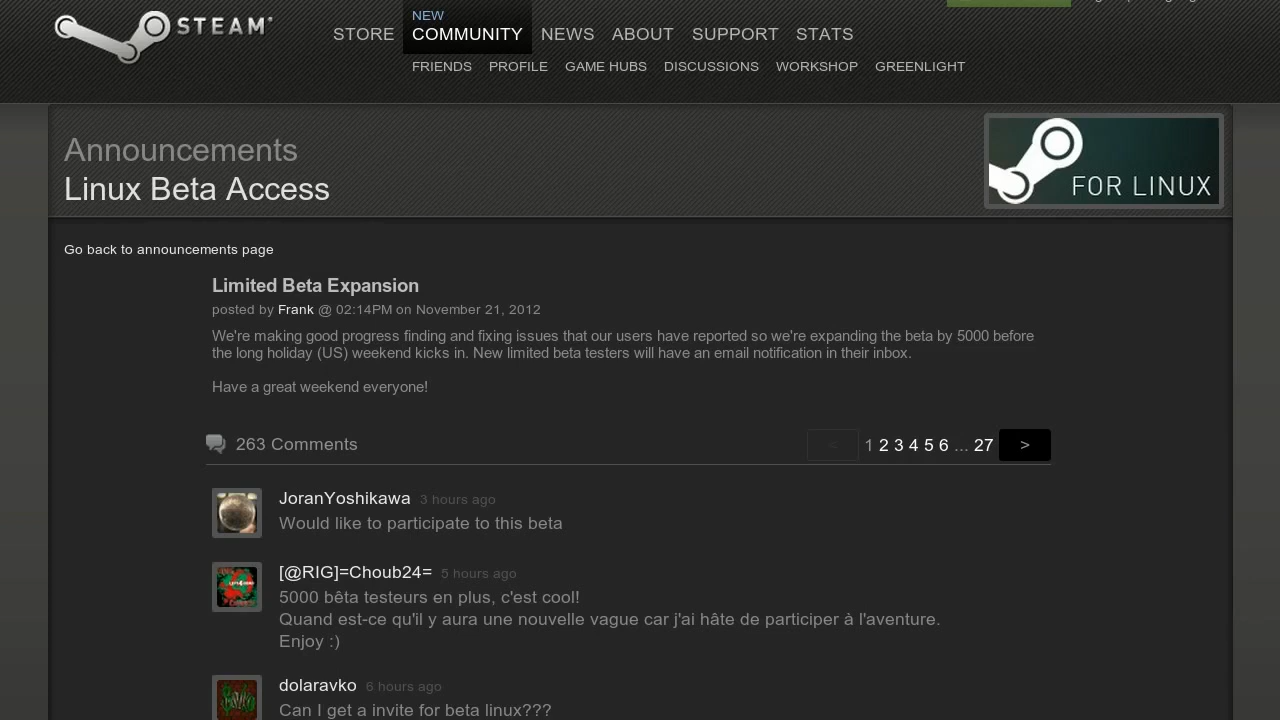 STEAM
NEW
STORE COMMUNITY NEWS ABOUT SUPPORT STATS
FRIENDS PROFILE GAME HUBS DISCUSSIONS WORKSHOP GREENLIGHT
Announcements
Linux Beta Access
FOR LINUX
Go back to announcements page
Limited Beta Expansion
posted by Frank @ 02:14PM on November 21, 2012
We're making good progress finding and fixing issues that our users have reported so we're expanding the beta by 5000 before
the long holiday (US) weekend kicks in. New limited beta testers will have an email notification in their inbox.
Have a great weekend everyone!
263 Comments
< 1 2 3 4 5 6 ... 27 >
JoranYoshikawa 3 hours ago
Would like to participate to this beta
[@RIG]=Choub24= 5 hours ago
5000 bêta testeurs en plus, c'est cool!
Quand est-ce qu'il y aura une nouvelle vague car j'ai hâte de participer à l'aventure.
Enjoy :)
dolaravko 6 hours ago
Can I get a invite for beta linux???